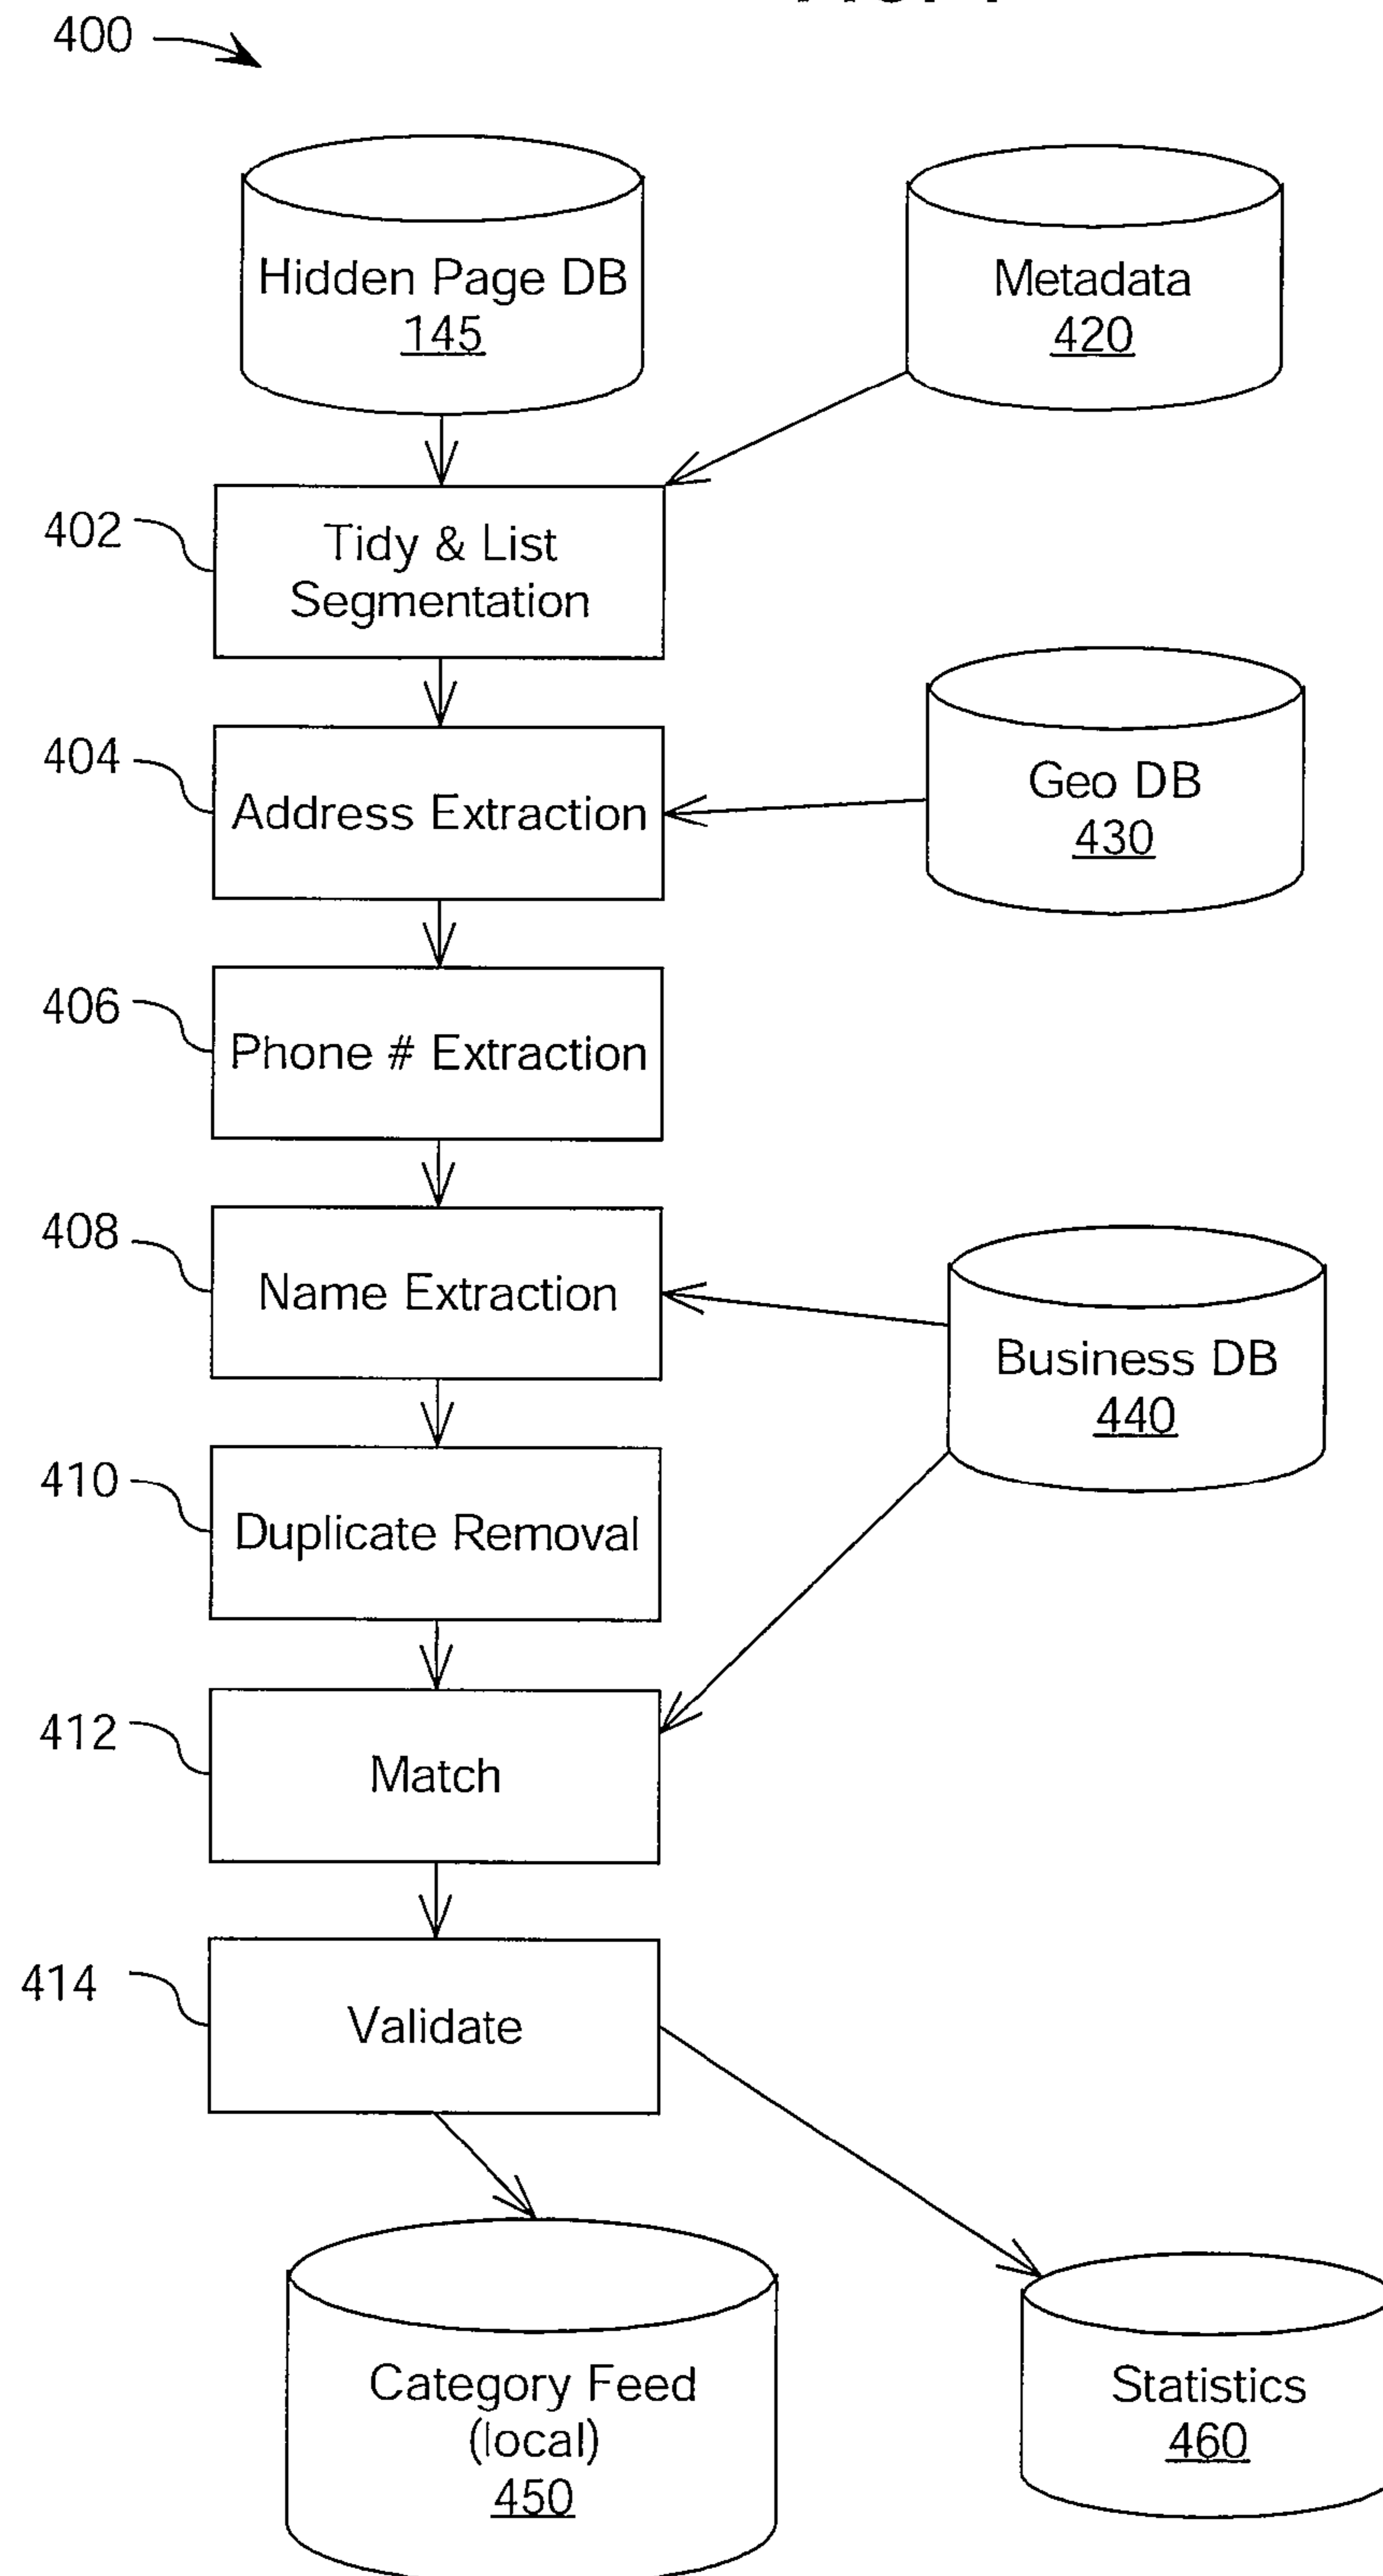 400
Hidden Page DB
145
Metadata
420
402
Tidy & List
Segmentation
404
Address Extraction
Geo DB
430
406
Phone # Extraction
408
Name Extraction
Business DB
440
410
Duplicate Removal
412
Match
414
Validate
Category Feed
(local)
450
Statistics
460